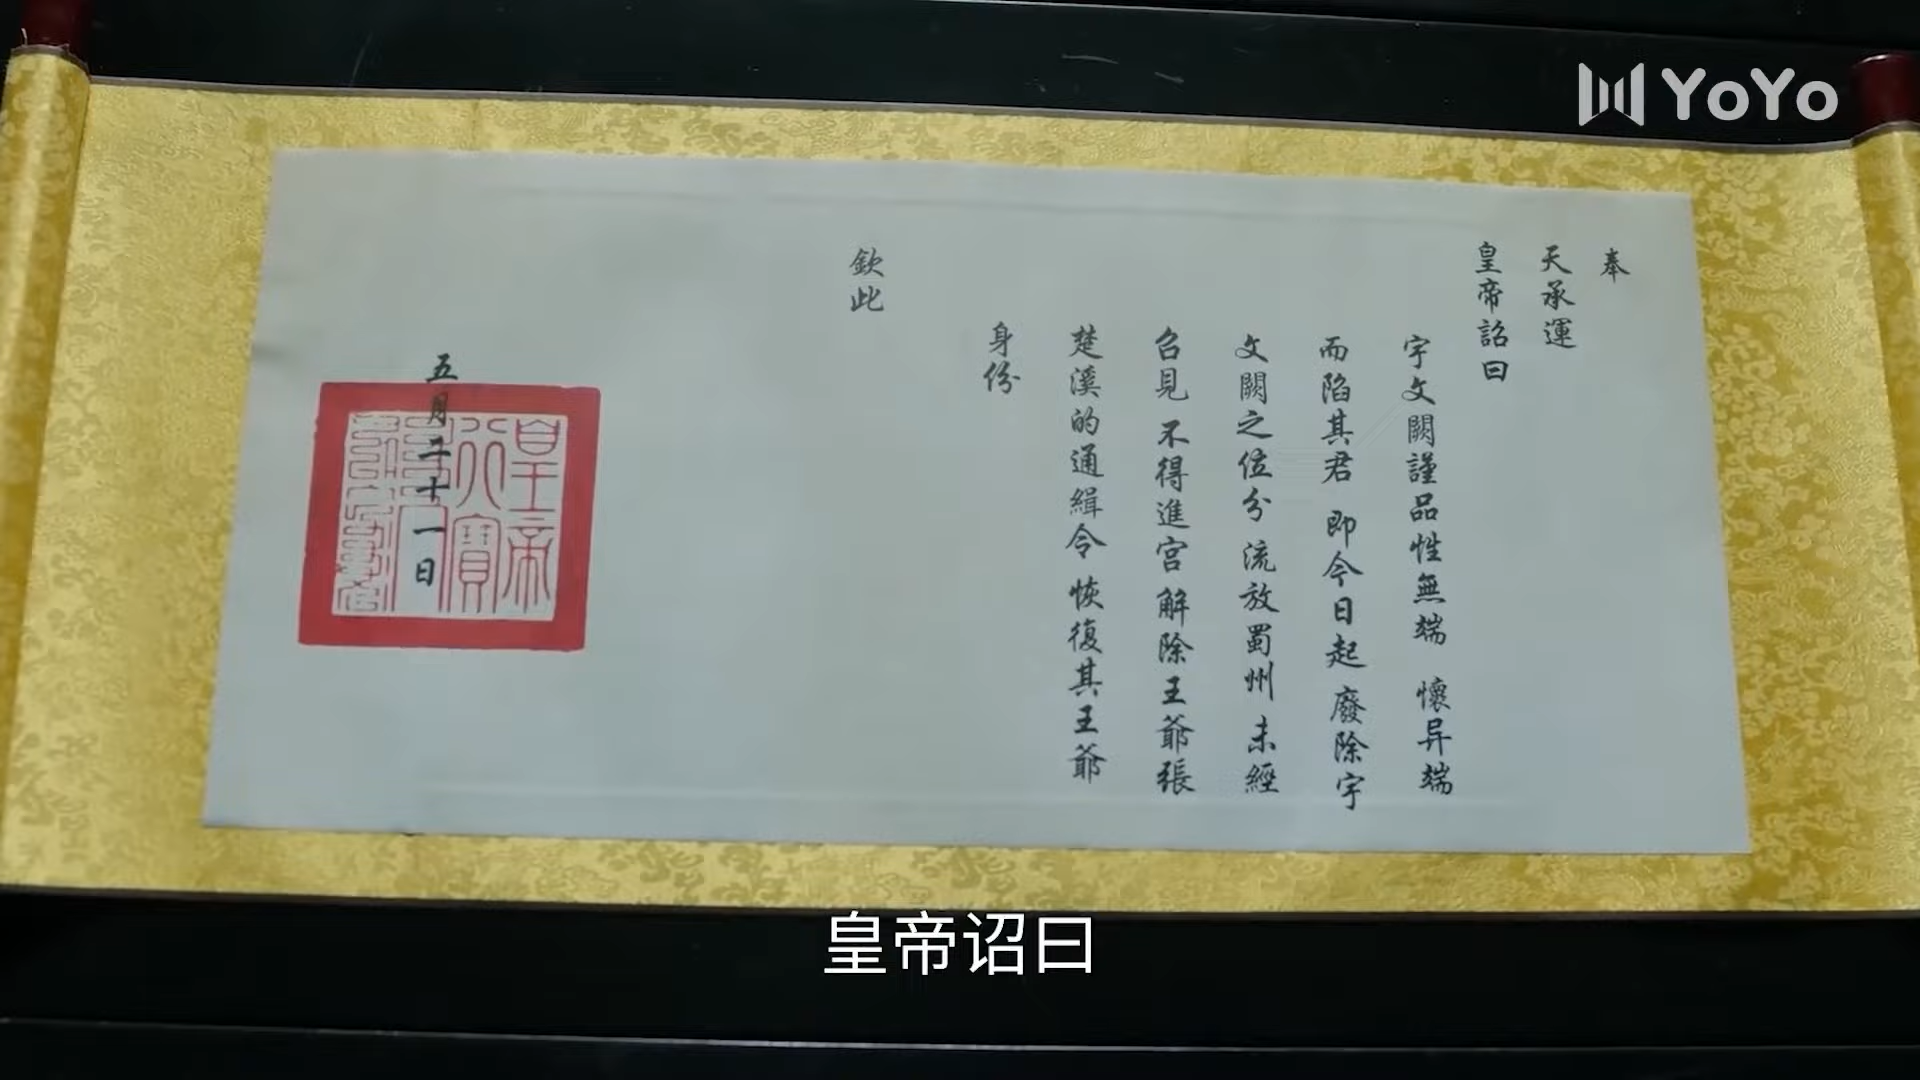 YoYo
奉
天承運
皇帝詔曰
宇文闕謹品性無端 懷异端
而陷其君 即今日起 廢除宇
文闕之位分 流放蜀州 未經
召見 不得進宮 解除王爺張
楚溪的通緝令 恢復其王爺
身份
欽此
五月二十一日
皇帝诏曰